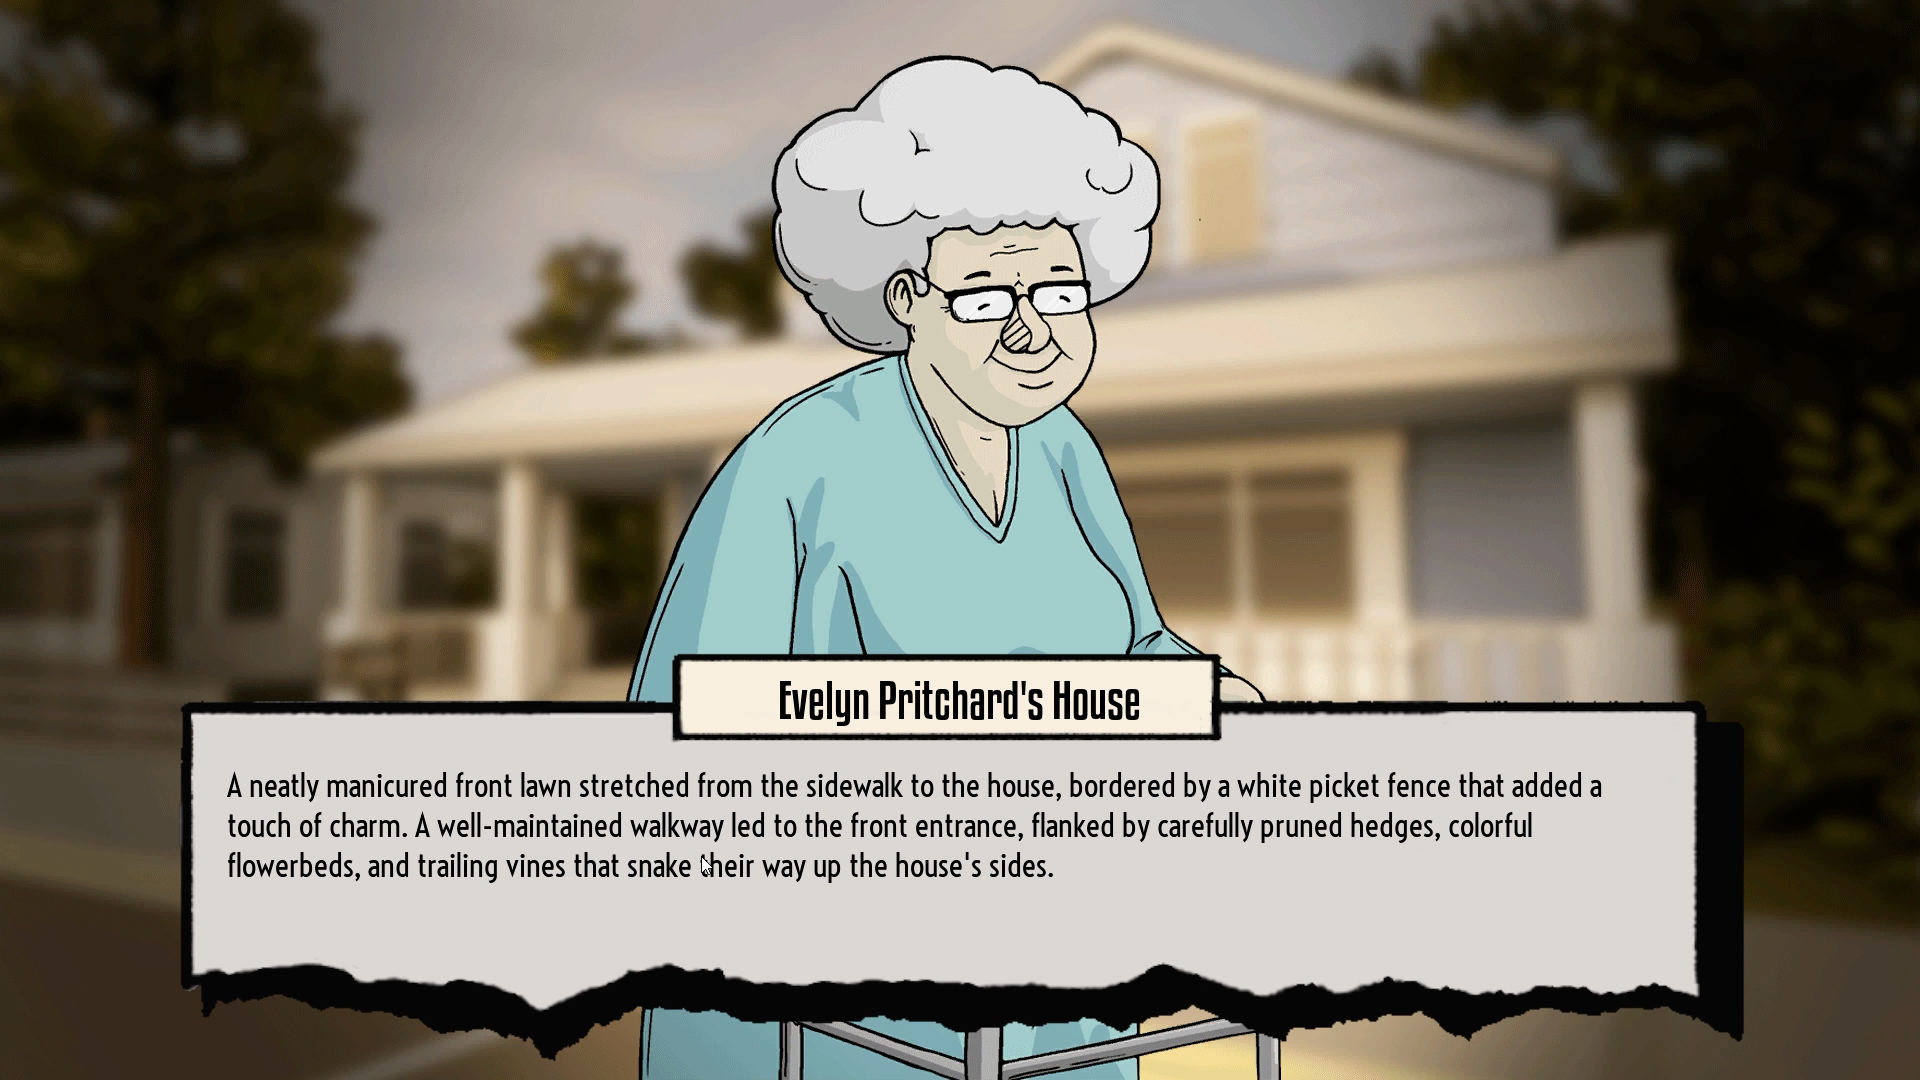 Evelyn Pritchard's House
A neatly manicured front lawn stretched from the sidewalk to the house, bordered by a white picket fence that added a
touch of charm. A well-maintained walkway led to the front entrance, flanked by carefully pruned hedges, colorful
flowerbeds, and trailing vines that snake their way up the house's sides.